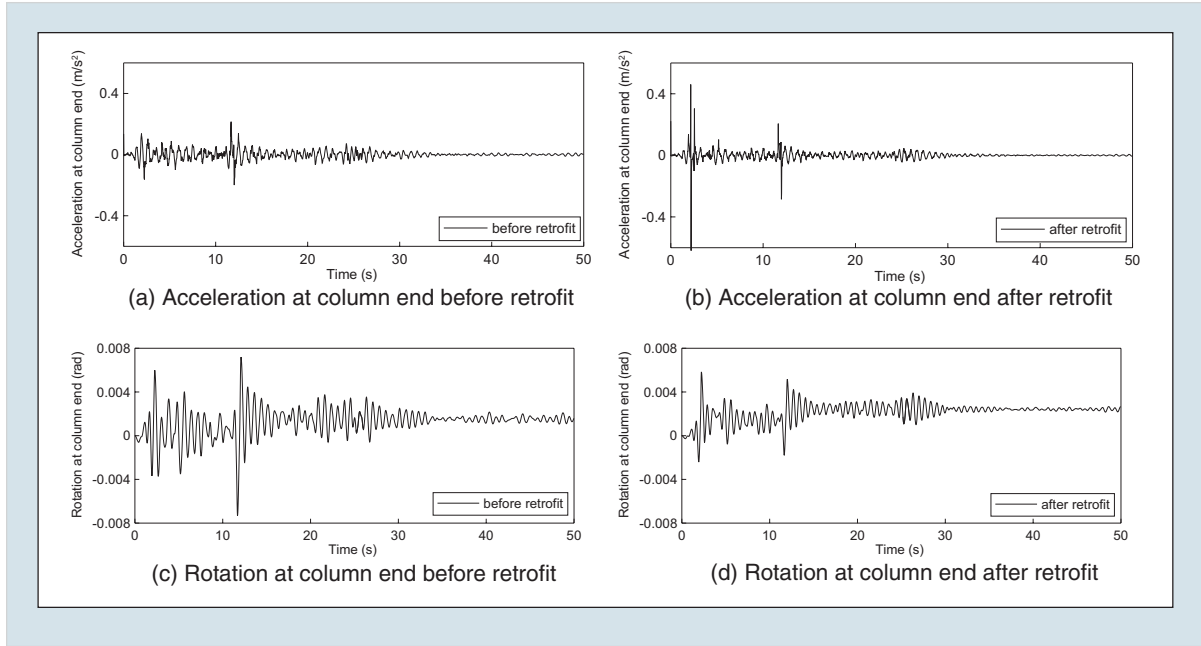 Acceleration at column end (m/s²)
0.4
0
-0.4
before retrofit
0 10 20 30 40 50
Time (s)
(a) Acceleration at column end before retrofit
Acceleration at column end (m/s²)
0.4
0
-0.4
after retrofit
0 10 20 30 40 50
Time (s)
(b) Acceleration at column end after retrofit
Rotation at column end (rad)
0.008
0.004
0
-0.004
-0.008
before retrofit
0 10 20 30 40 50
Time (s)
(c) Rotation at column end before retrofit
Rotation at column end (rad)
0.008
0.004
0
-0.004
-0.008
after retrofit
0 10 20 30 40 50
Time (s)
(d) Rotation at column end after retrofit